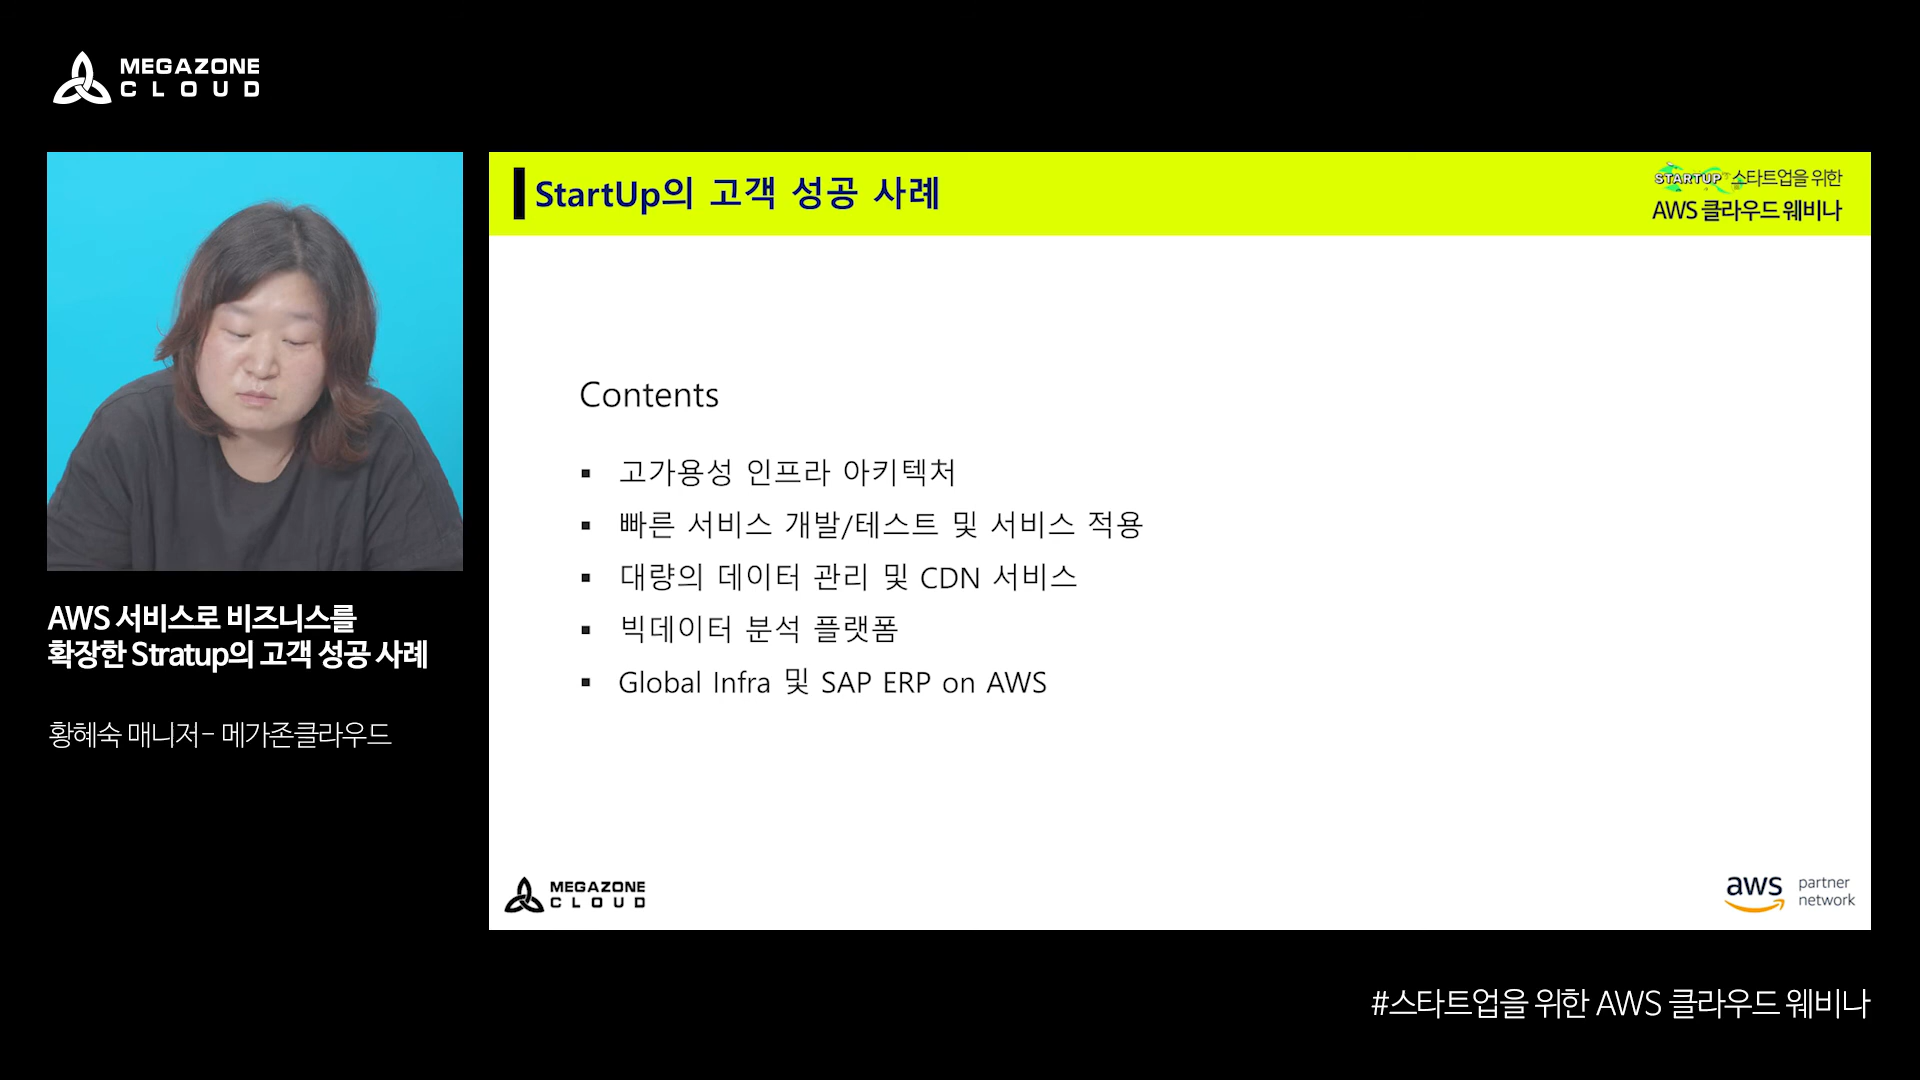 MEGAZONE
CLOUD
StartUp의 고객 성공 사례
STARTUP 스타트업을 위한
AWS 클라우드 웨비나
Contents
▪ 고가용성 인프라 아키텍처
▪ 빠른 서비스 개발/테스트 및 서비스 적용
▪ 대량의 데이터 관리 및 CDN 서비스
▪ 빅데이터 분석 플랫폼
▪ Global Infra 및 SAP ERP on AWS
AWS 서비스로 비즈니스를
확장한 Stratup의 고객 성공 사례
황혜숙 매니저- 메가존클라우드
MEGAZONE
CLOUD
aws partner
network
#스타트업을 위한 AWS 클라우드 웨비나